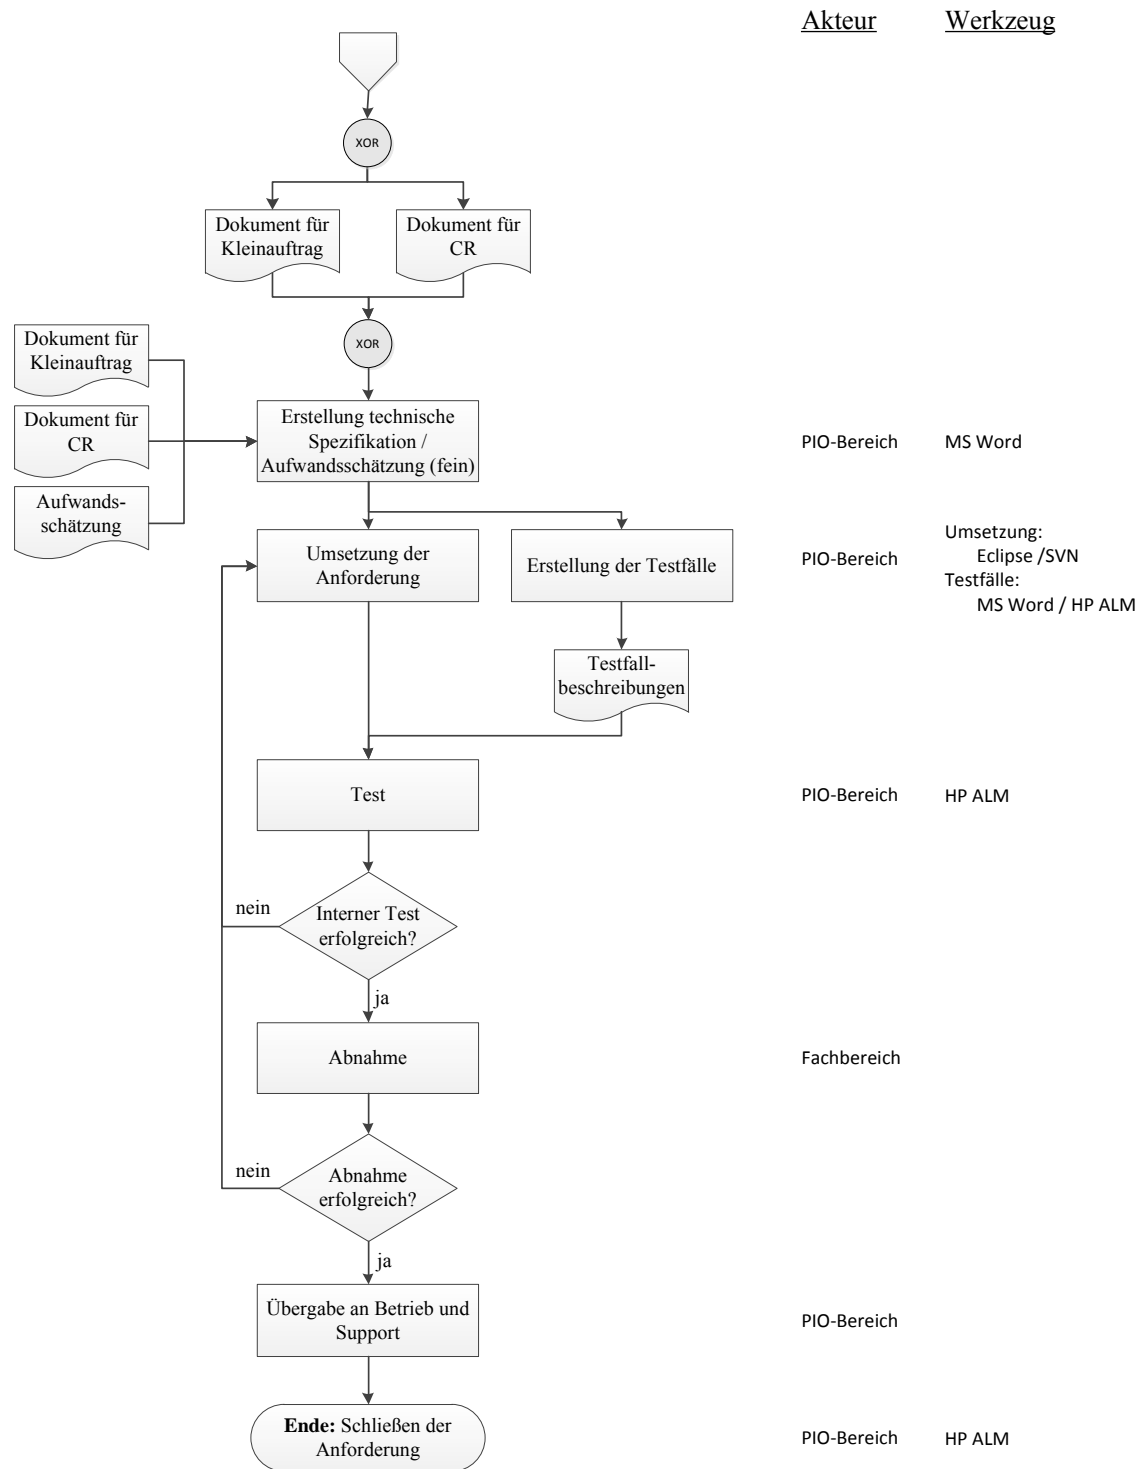 Akteur
Werkzeug
XOR
Dokument für
Kleinauftrag
Dokument für
CR
XOR
Dokument für
Kleinauftrag
Dokument für
CR
Aufwands-
schätzung
Erstellung technische
Spezifikation /
Aufwandsschätzung (fein)
PIO-Bereich
MS Word
Umsetzung der
Anforderung
Erstellung der Testfälle
PIO-Bereich
Umsetzung:
Eclipse /SVN
Testfälle:
MS Word / HP ALM
Testfall-
beschreibungen
Test
PIO-Bereich
HP ALM
nein
Interner Test
erfolgreich?
ja
Abnahme
Fachbereich
nein
Abnahme
erfolgreich?
ja
Übergabe an Betrieb und
Support
PIO-Bereich
Ende: Schließen der
Anforderung
PIO-Bereich
HP ALM